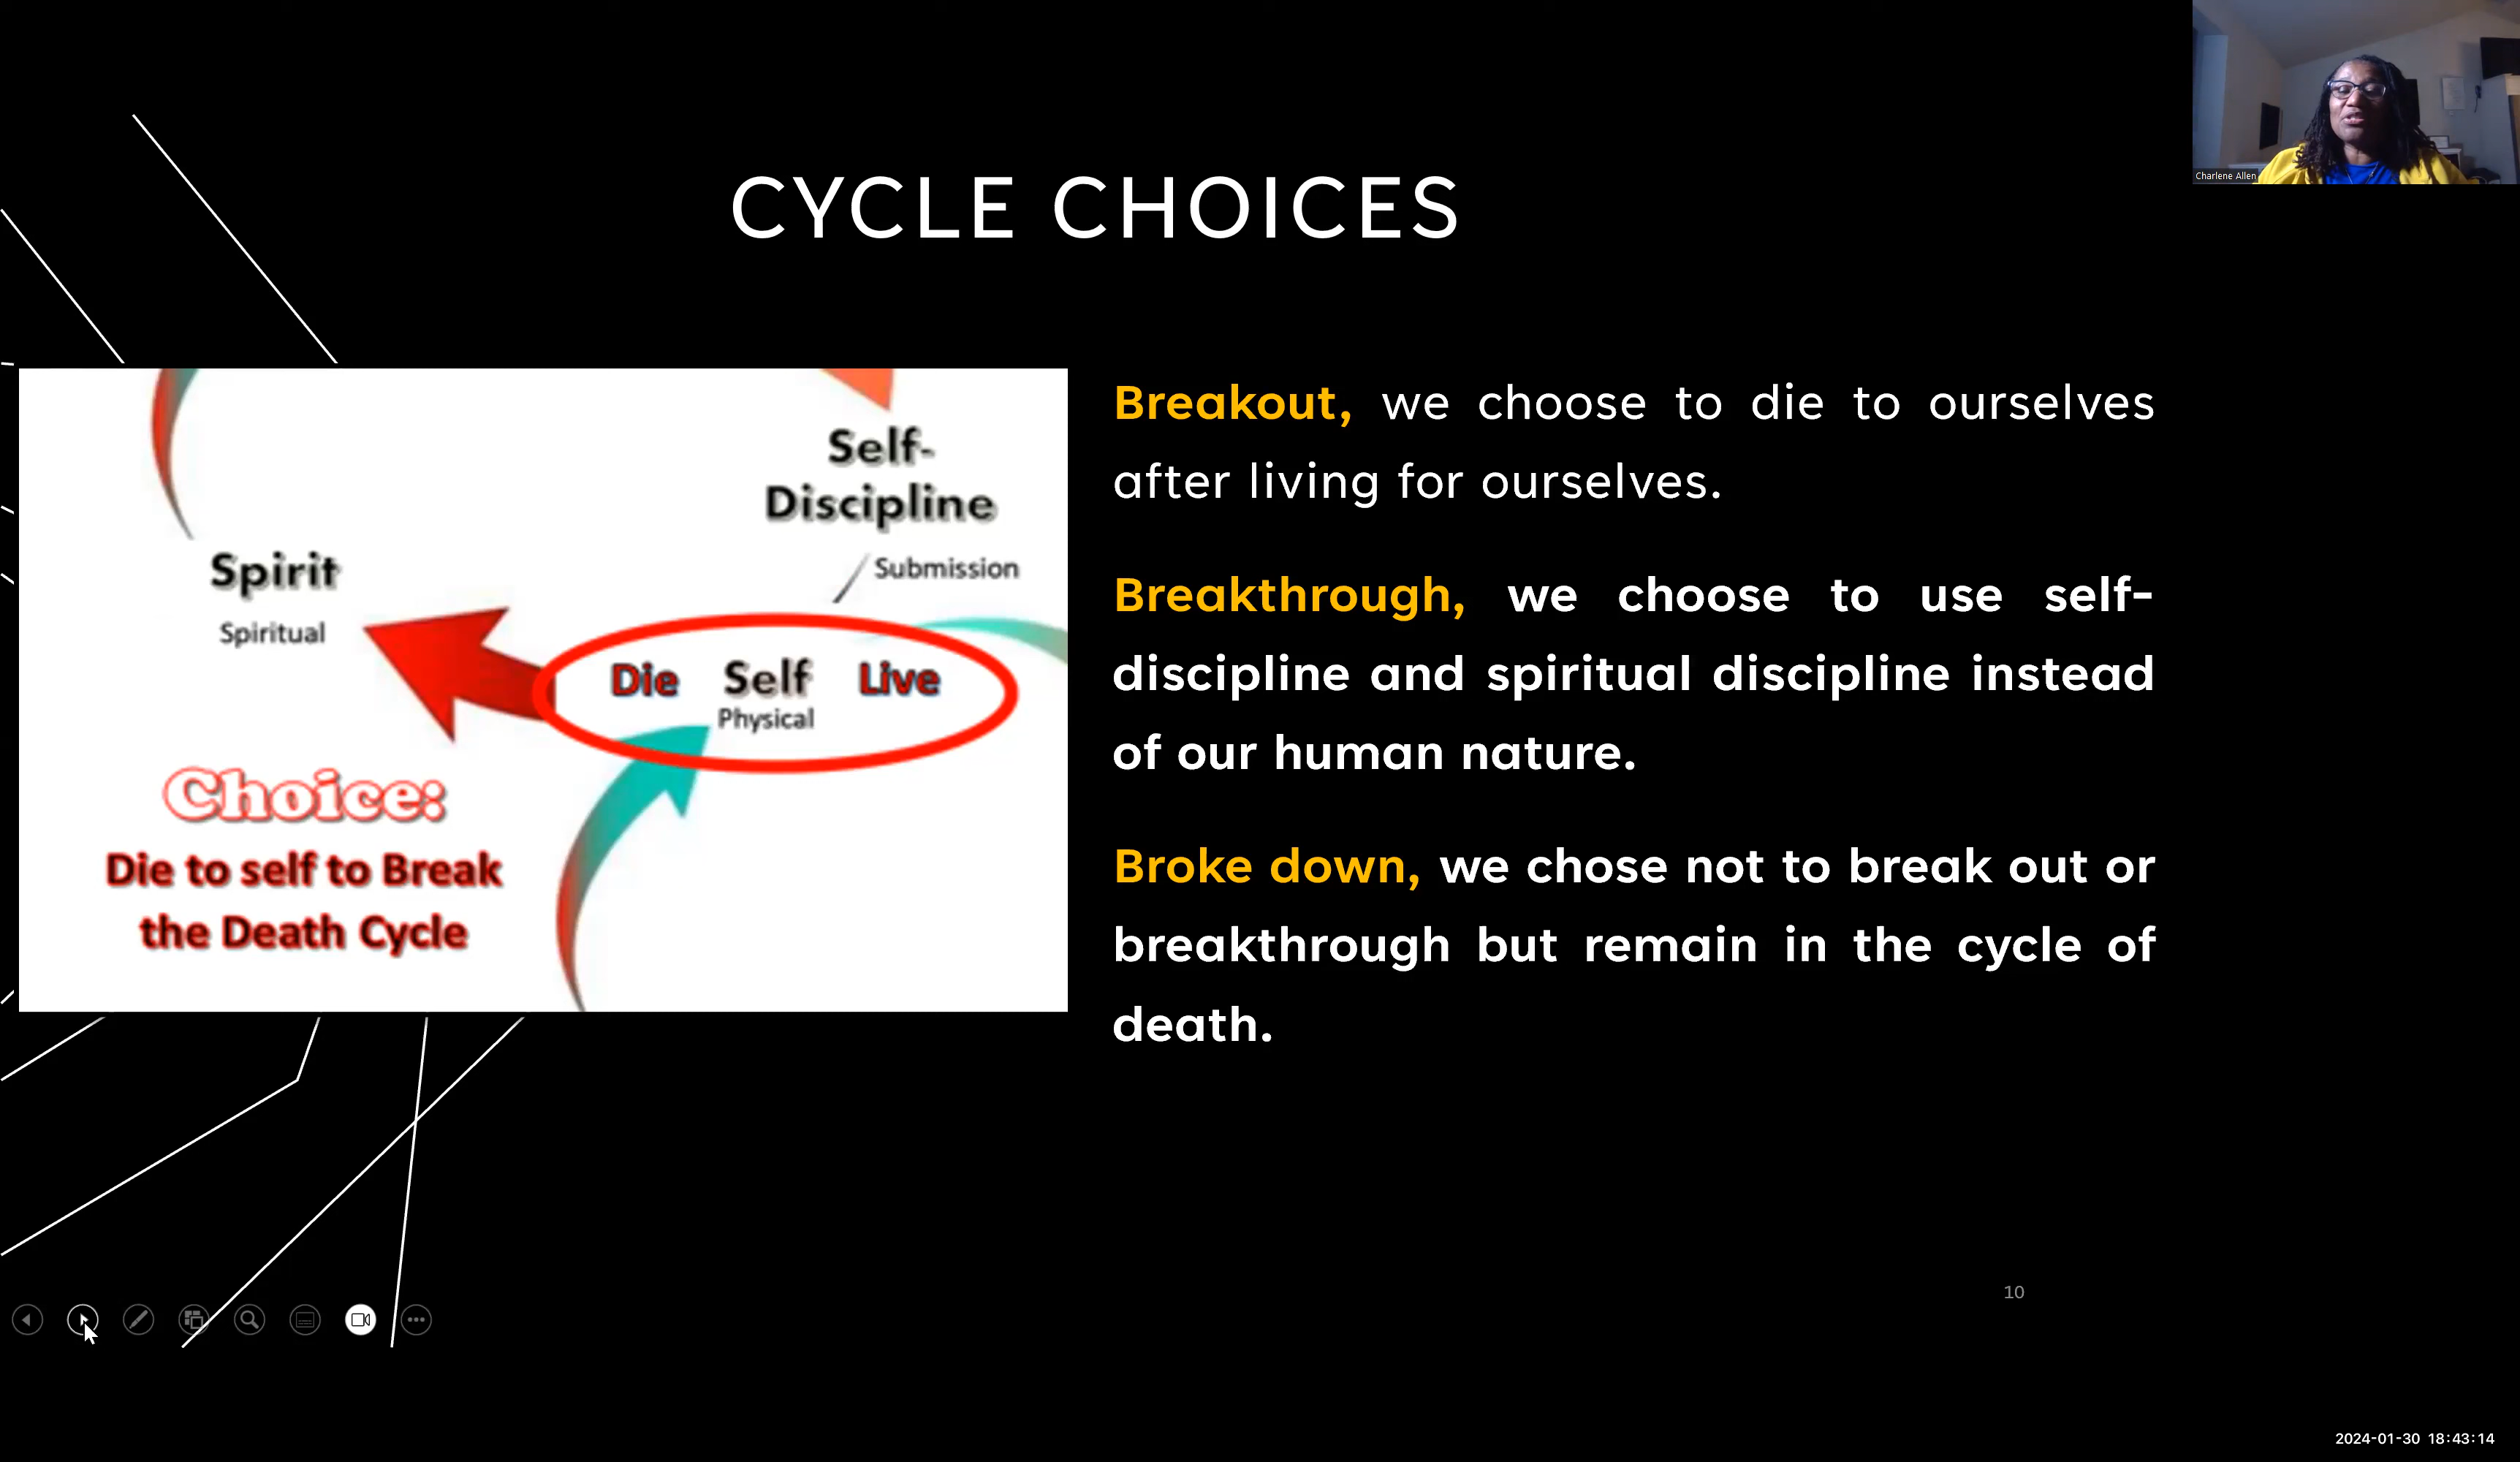 Charlene Allen
CYCLE CHOICES
Self-
Discipline
Submission
Spirit
Spiritual
Die Self Live
Physical
Choice:
Die to self to Break
the Death Cycle
Breakout, we choose to die to ourselves
after living for ourselves.
Breakthrough, we choose to use self-
discipline and spiritual discipline instead
of our human nature.
Broke down, we chose not to break out or
breakthrough but remain in the cycle of
death.
10
2024-01-30 18:43:14